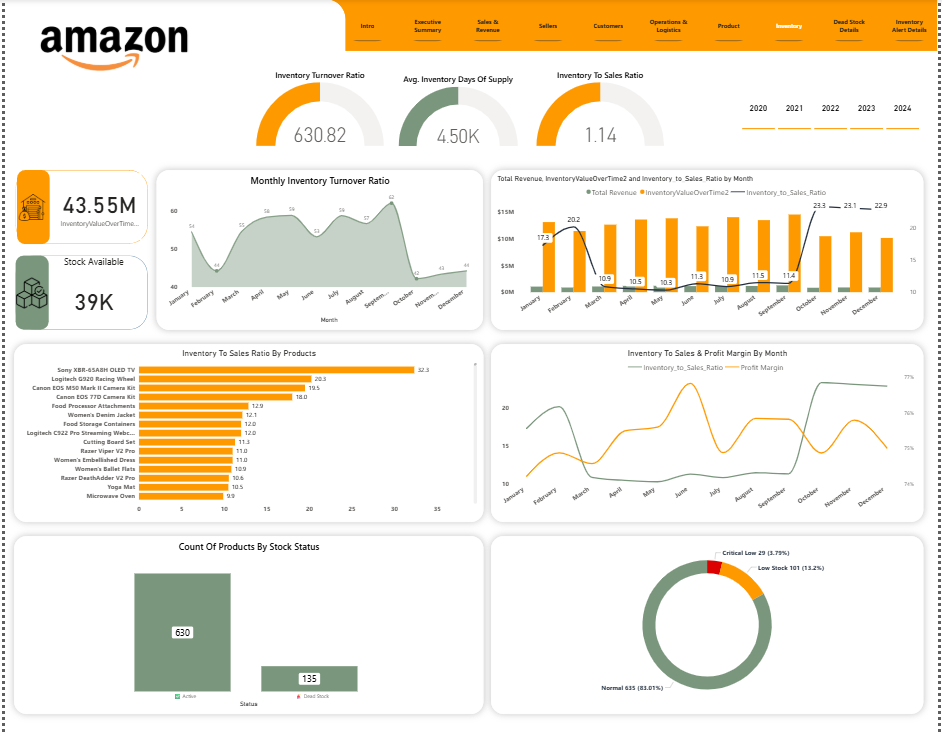 amazon
Intro
Executive
Summary
Sales &
Revenue
Sellers
Customers
Operations &
Logistics
Product
Inventory
Dead Stock
Details
Inventory
Alert Details
Inventory Turnover Ratio
630.82
Avg. Inventory Days Of Supply
4.50K
Inventory To Sales Ratio
1.14
2020 2021 2022 2023 2024
43.55M
InventoryValueOverTime...
Stock Available
39K
Monthly Inventory Turnover Ratio
60
50
40
54 44 55 58 59 53 59 57 62 42 43 44
January February March April May June July August Septem... October Novem... December
Month
Total Revenue, InventoryValueOverTime2 and Inventory_to_Sales_Ratio by Month
Total Revenue InventoryValueOverTime2 Inventory_to_Sales_Ratio
$15M
$10M
$5M
$0M
17.3 20.2 10.9 10.5 10.3 11.3 10.9 11.5 11.4 23.3 23.1 22.9
20
15
10
January February March April May June July August September October November December
Inventory To Sales Ratio By Products
Sony XBR-65A8H OLED TV 32.3
Logitech G920 Racing Wheel 20.3
Canon EOS M50 Mark II Camera Kit 19.5
Canon EOS 77D Camera Kit 18.0
Food Processor Attachments 12.9
Women's Denim Jacket 12.1
Food Storage Containers 12.0
Logitech C922 Pro Streaming Webc... 12.0
Cutting Board Set 11.3
Razer Viper V2 Pro 11.0
Women's Embellished Dress 11.0
Women's Ballet Flats 10.9
Razer DeathAdder V2 Pro 10.6
Yoga Mat 10.5
Microwave Oven 9.9
0 5 10 15 20 25 30 35
Inventory To Sales & Profit Margin By Month
Inventory_to_Sales_Ratio Profit Margin
20
15
10
77%
76%
75%
74%
January February March April May June July August September October November December
Count Of Products By Stock Status
630
135
Active
Dead Stock
Status
Critical Low 29 (3.79%)
Low Stock 101 (13.2%)
Normal 635 (83.01%)